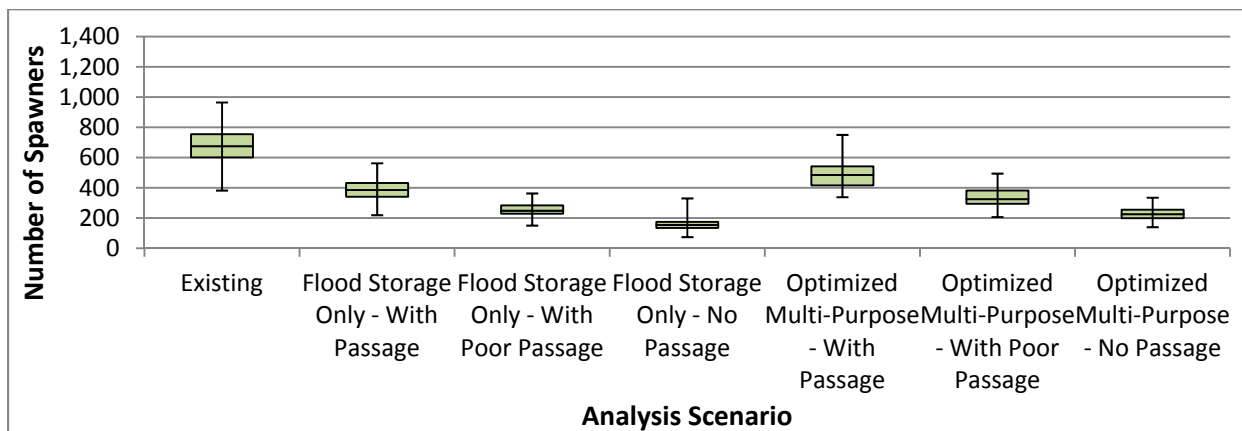 Number of Spawners
1,400
1,200
1,000
800
600
400
200
0
Existing
Flood Storage
Only - With
Passage
Flood Storage
Only - With
Poor Passage
Flood Storage
Only - No
Passage
Optimized
Multi-Purpose
- With
Passage
Optimized
Multi-Purpose
- With Poor
Passage
Optimized
Multi-Purpose
- No Passage
Analysis Scenario